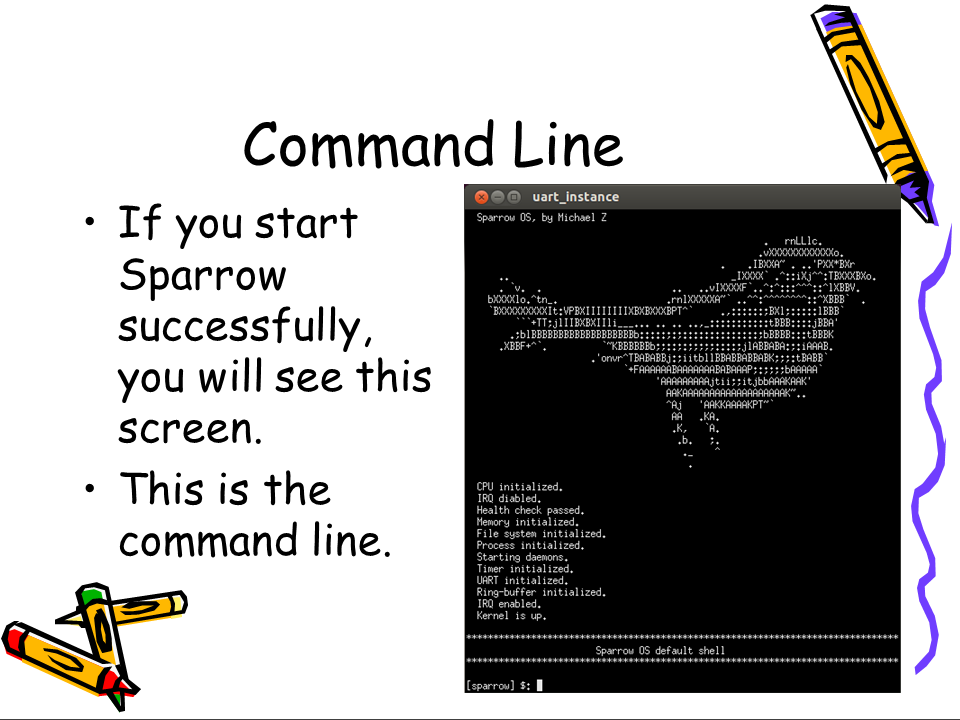 Command Line
• If you start
Sparrow
successfully,
you will see this
screen.
• This is the
command line.
uart_instance
Sparrow OS, by Michael Z
CPU initialized.
IRQ diabled.
Health check passed.
Memory initialized.
File system initialized.
Process initialized.
Starting daemons.
Timer initialized.
UART initialized.
Ring-buffer initialized.
IRQ enabled.
Kernel is up.
Sparrow OS default shell
[sparrow] $: